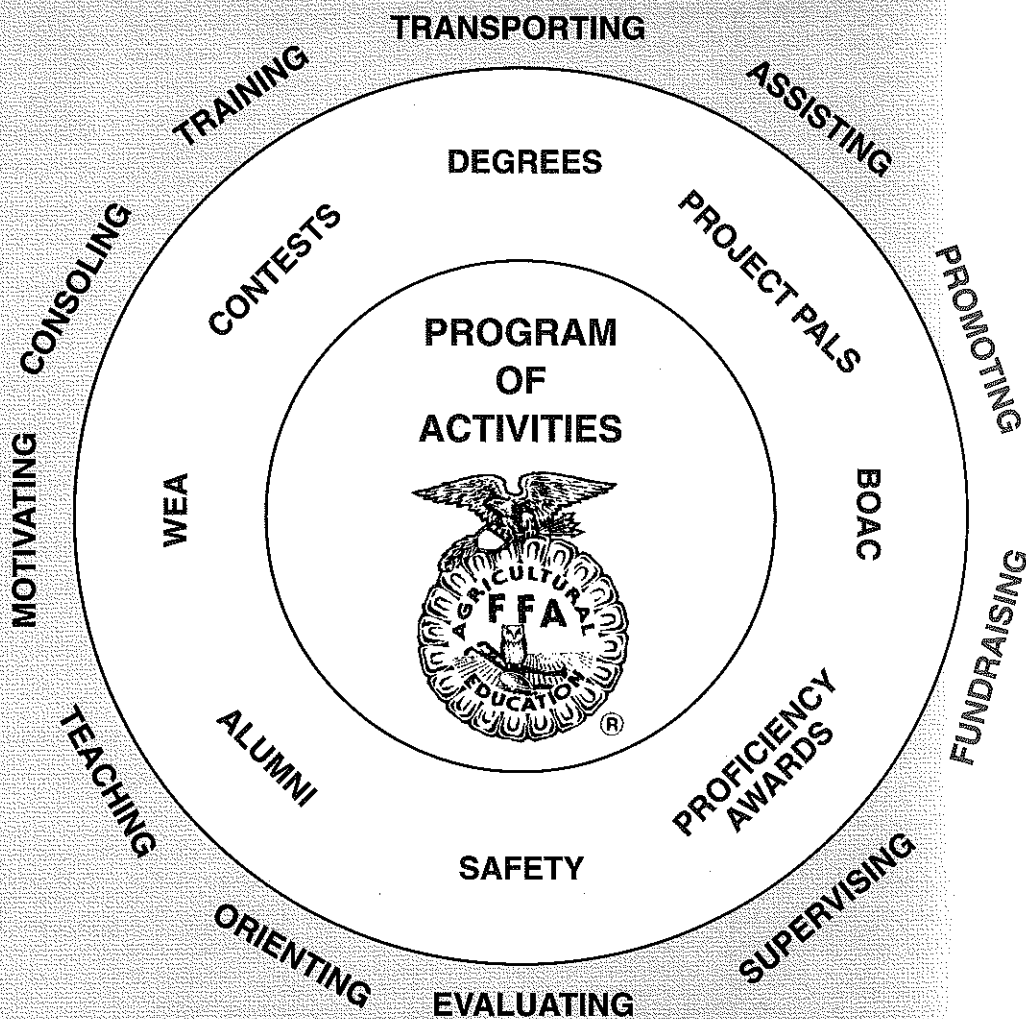 TRANSPORTING
ASSISTING
PROMOTING
FUNDRAISING
SUPERVISING
EVALUATING
ORIENTING
TEACHING
MOTIVATING
CONSOLING
TRAINING
DEGREES
PROJECT PALS
BOAC
PROFICIENCY
AWARDS
SAFETY
ALUMNI
WEA
CONTESTS
PROGRAM
OF
ACTIVITIES
AGRICULTURAL
FFA
EDUCATION
®